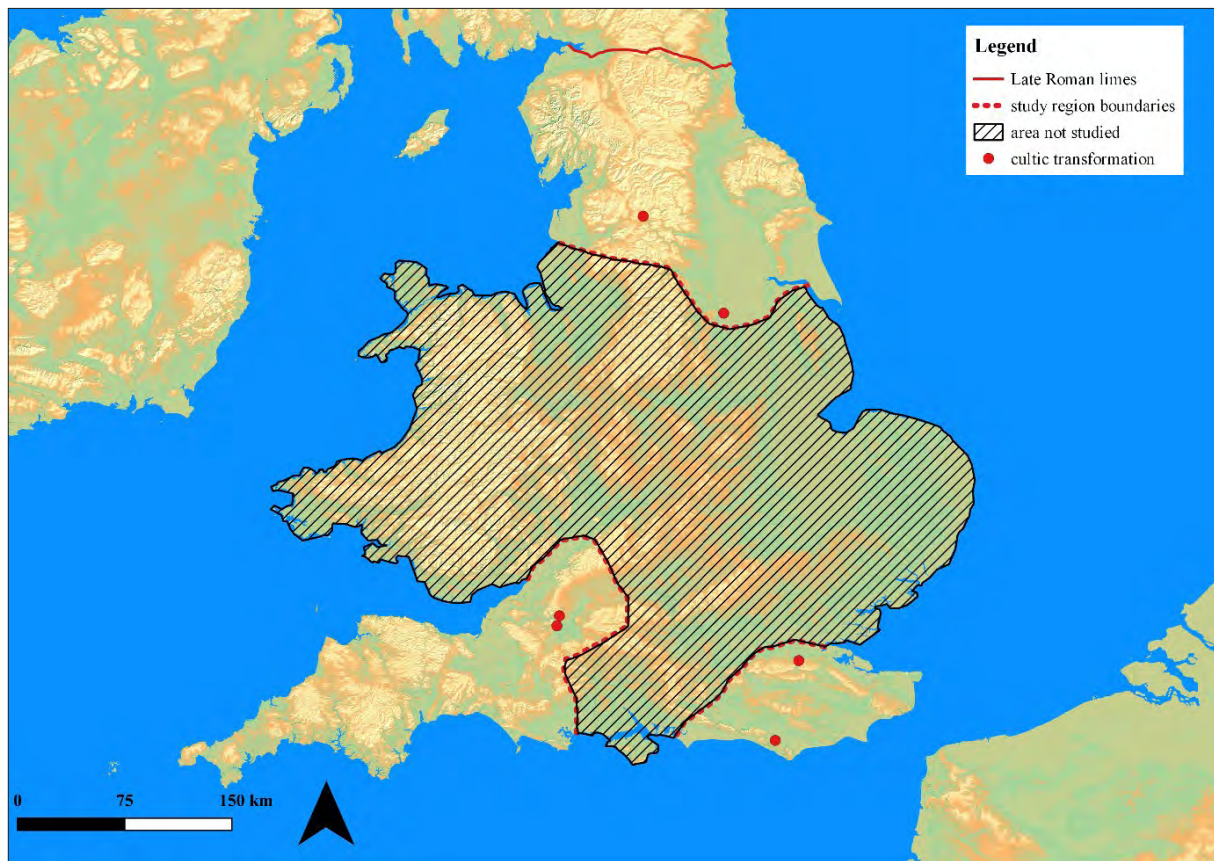 Legend
Late Roman limes
study region boundaries
area not studied
cultic transformation
0 75 150 km